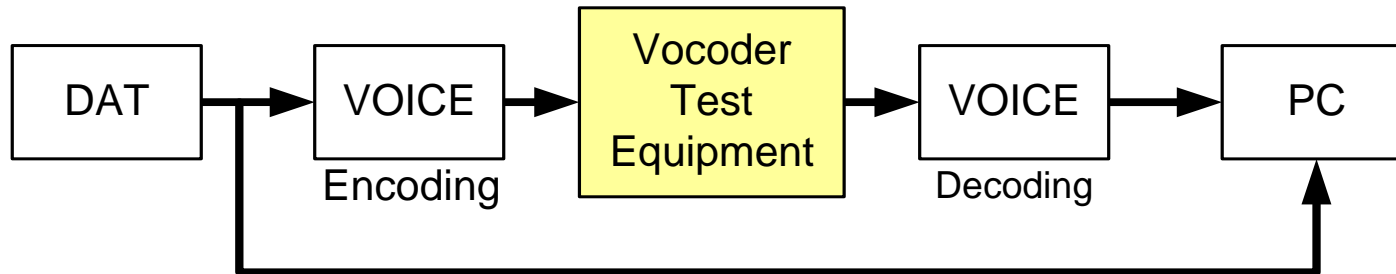 DAT
VOICE
Encoding
Vocoder
Test
Equipment
VOICE
Decoding
PC